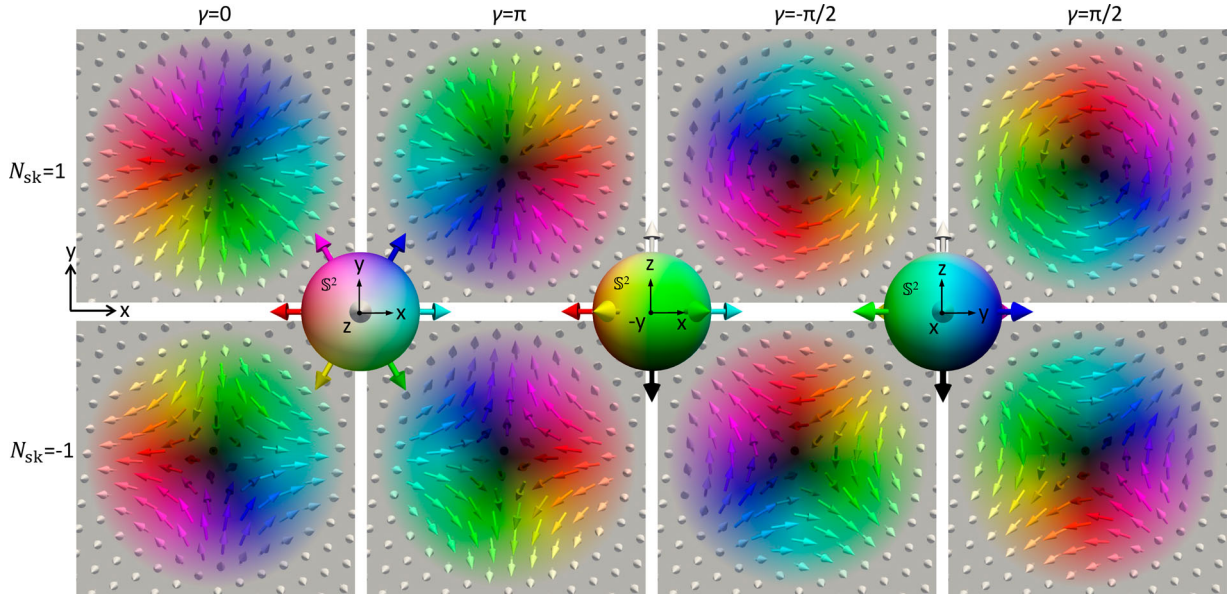 γ=0
γ=π
γ=-π/2
γ=π/2
N_sk=1
y
x
𝕊²
y
z
x
𝕊²
z
-y
x
𝕊²
z
x
y
N_sk=-1